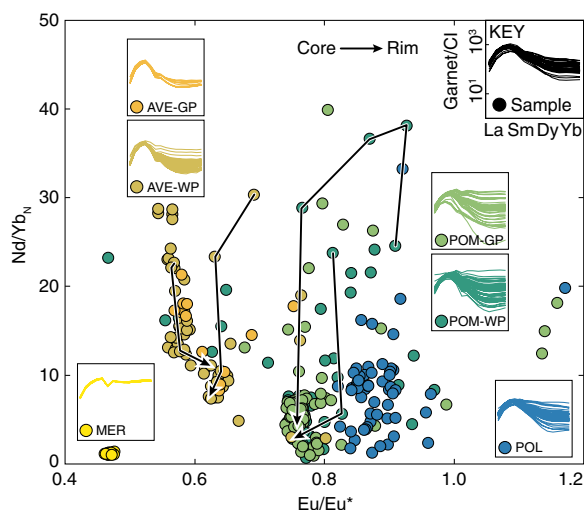 50
40
30
20
10
0
Nd/Yb_N
0.4
0.6
0.8
1.0
1.2
Eu/Eu*
Core → Rim
AVE-GP
AVE-WP
MER
POM-GP
POM-WP
POL
KEY
Garnet/CI
10³
10¹
Sample
La Sm Dy Yb